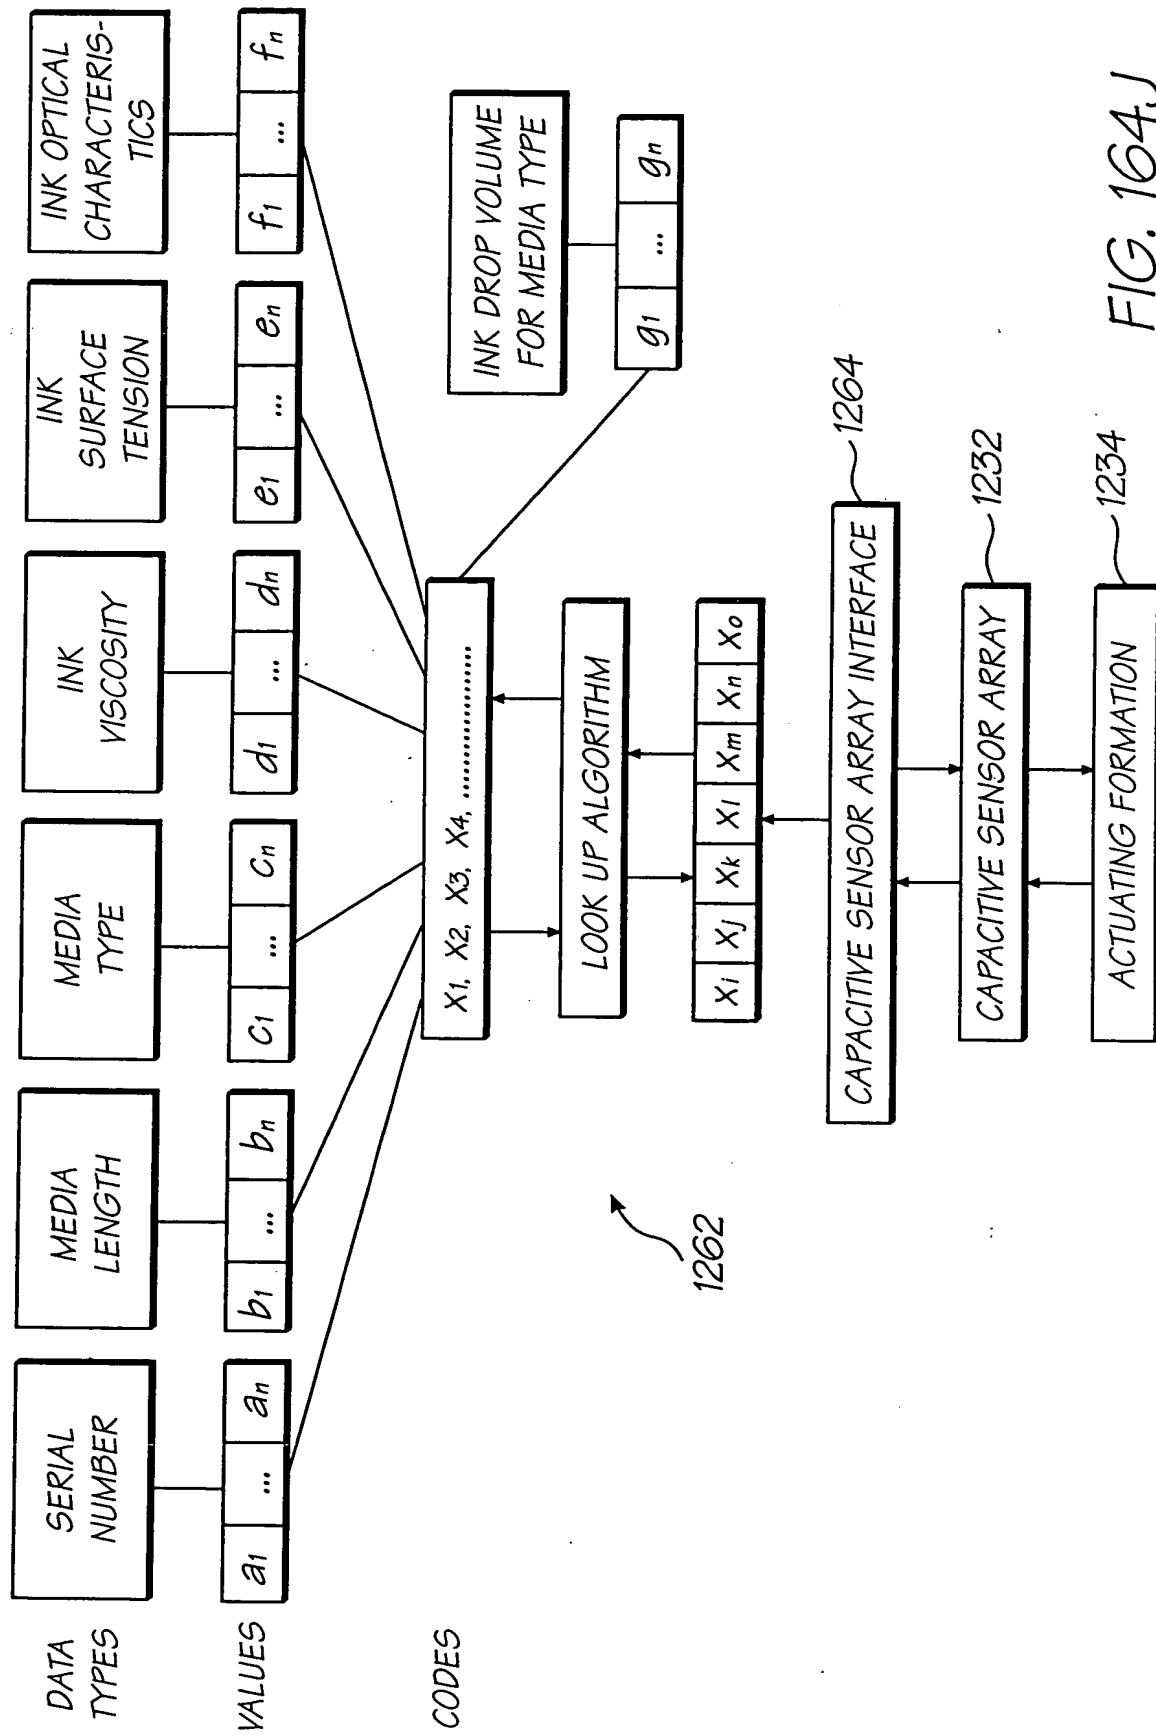 DATA
TYPES
SERIAL
NUMBER
MEDIA
LENGTH
MEDIA
TYPE
INK
VISCOSITY
INK
SURFACE
TENSION
INK OPTICAL
CHARACTERIS-
TICS
VALUES
a1 ... an
b1 ... bn
c1 ... cn
d1 ... dn
e1 ... en
f1 ... fn
CODES
X1, X2, X3, X4, ....................
INK DROP VOLUME
FOR MEDIA TYPE
g1 ... gn
LOOK UP ALGORITHM
Xi Xj Xk Xl Xm Xn Xo
1262
CAPACITIVE SENSOR ARRAY INTERFACE
1264
CAPACITIVE SENSOR ARRAY
1232
ACTUATING FORMATION
1234
FIG. 164J